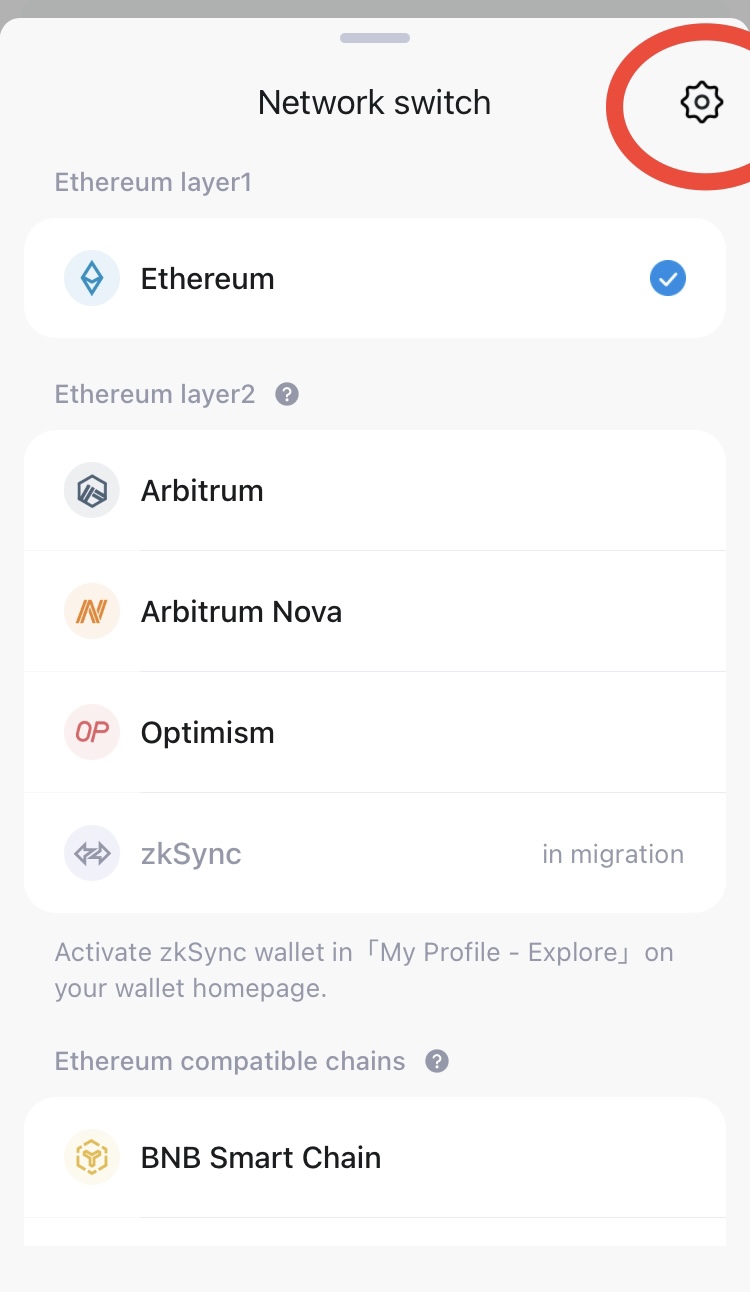 Network switch
Ethereum layer1
Ethereum
Ethereum layer2 ?
Arbitrum
Arbitrum Nova
OP Optimism
zkSync in migration
Activate zkSync wallet in「My Profile - Explore」on
your wallet homepage.
Ethereum compatible chains ?
BNB Smart Chain